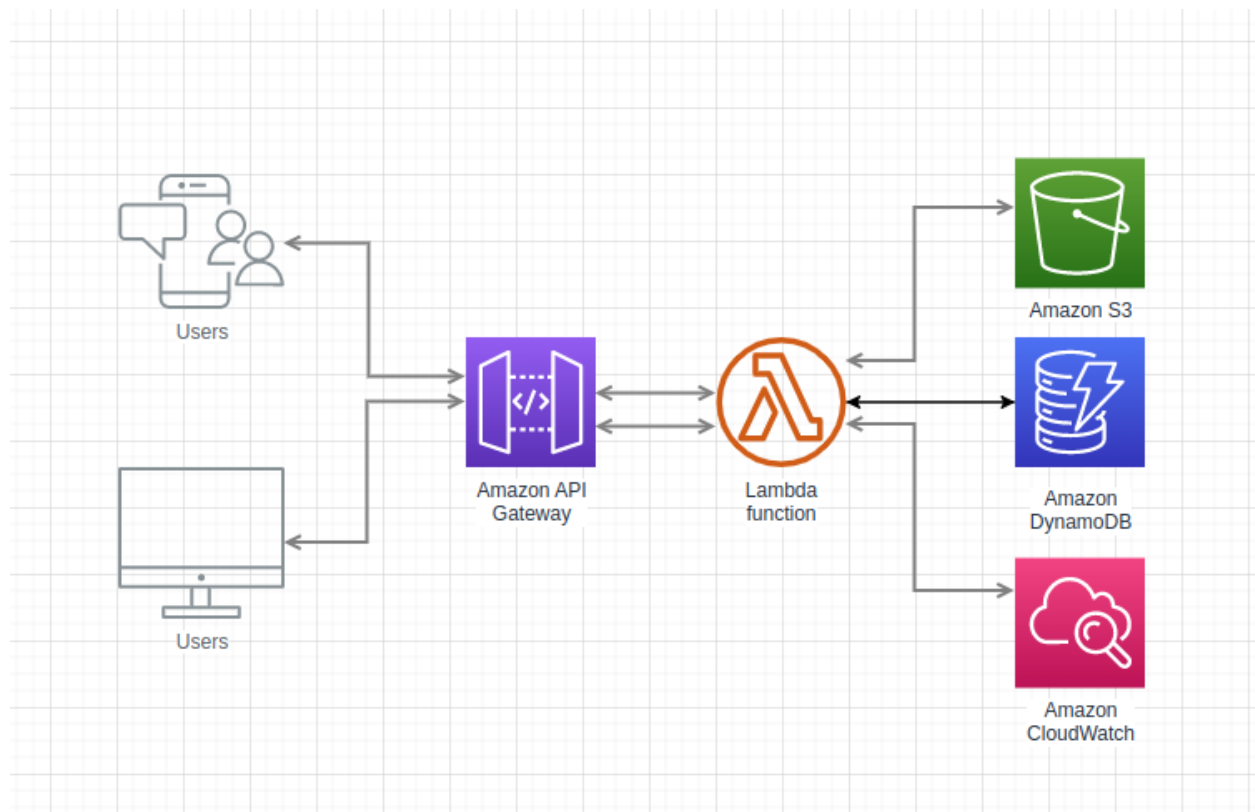 Users
Users
Amazon API
Gateway
</>
Lambda
function
Amazon S3
Amazon
DynamoDB
Amazon
CloudWatch